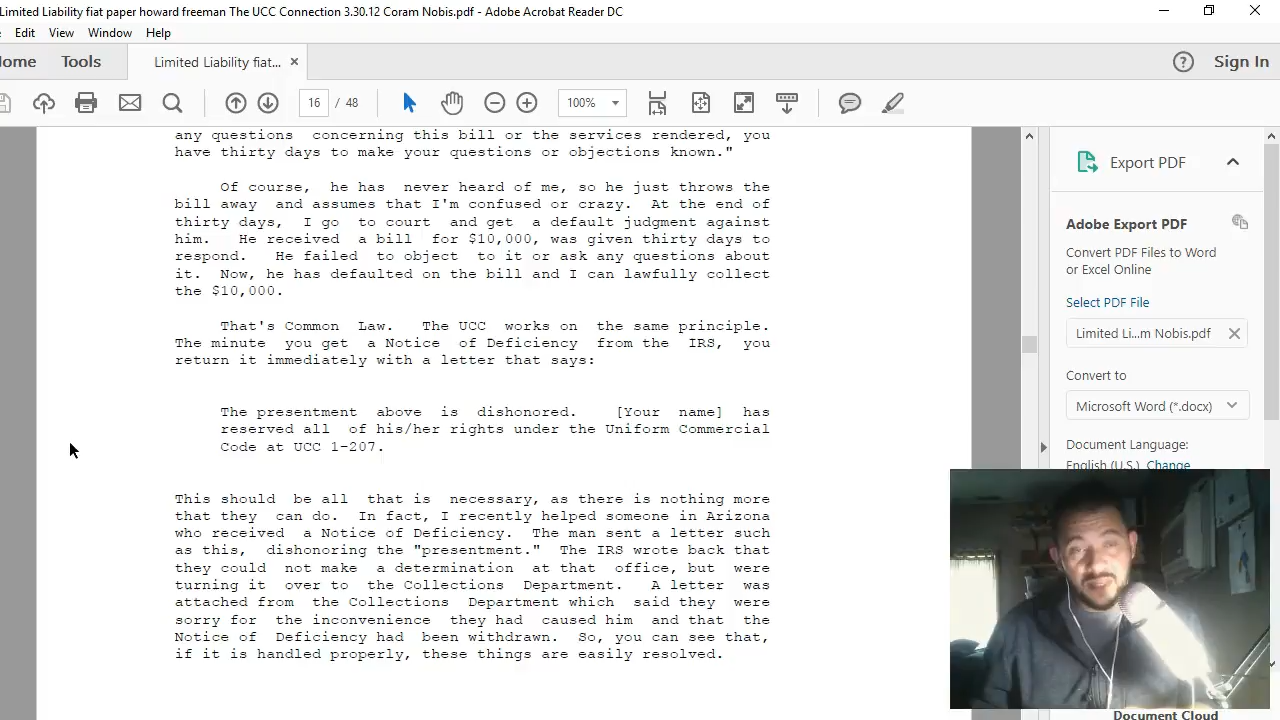 Limited Liability fiat paper howard freeman The UCC Connection 3.30.12 Coram Nobis.pdf - Adobe Acrobat Reader DC
Edit View Window Help
ome Tools Limited Liability fiat... × Sign In
16 / 48 100%
any questions concerning this bill or the services rendered, you
have thirty days to make your questions or objections known."
Of course, he has never heard of me, so he just throws the
bill away and assumes that I'm confused or crazy. At the end of
thirty days, I go to court and get a default judgment against
him. He received a bill for $10,000, was given thirty days to
respond. He failed to object to it or ask any questions about
it. Now, he has defaulted on the bill and I can lawfully collect
the $10,000.
That's Common Law. The UCC works on the same principle.
The minute you get a Notice of Deficiency from the IRS, you
return it immediately with a letter that says:
The presentment above is dishonored. [Your name] has
reserved all of his/her rights under the Uniform Commercial
Code at UCC 1-207.
This should be all that is necessary, as there is nothing more
that they can do. In fact, I recently helped someone in Arizona
who received a Notice of Deficiency. The man sent a letter such
as this, dishonoring the "presentment." The IRS wrote back that
they could not make a determination at that office, but were
turning it over to the Collections Department. A letter was
attached from the Collections Department which said they were
sorry for the inconvenience they had caused him and that the
Notice of Deficiency had been withdrawn. So, you can see that,
if it is handled properly, these things are easily resolved.
Export PDF
Adobe Export PDF
Convert PDF Files to Word
or Excel Online
Select PDF File
Limited Li...m Nobis.pdf
Convert to
Microsoft Word (*.docx)
Document Language:
English (U.S.) Change
Document Cloud